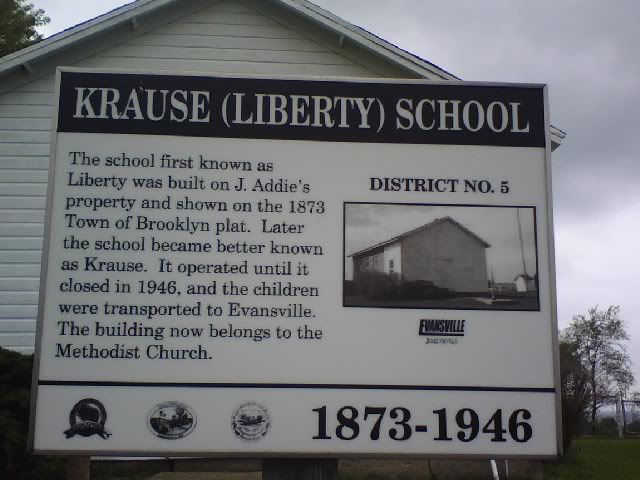 KRAUSE (LIBERTY) SCHOOL
The school first known as
Liberty was built on J. Addie's
property and shown on the 1873
Town of Brooklyn plat. Later
the school became better known
as Krause. It operated until it
closed in 1946, and the children
were transported to Evansville.
The building now belongs to the
Methodist Church.
DISTRICT NO. 5
EVANSVILLE
1873-1946